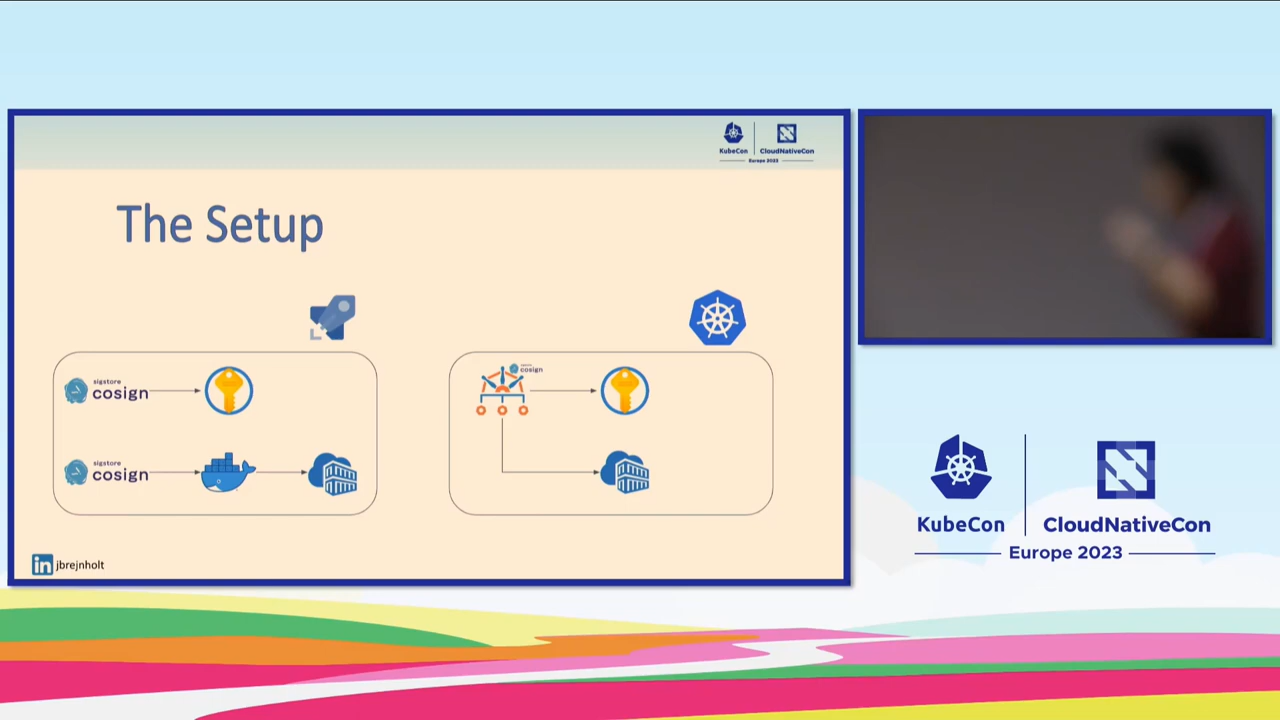 KubeCon
CloudNativeCon
Europe 2023
The Setup
sigstore
cosign
sigstore
cosign
cosign
jbrejnholt
KubeCon
CloudNativeCon
Europe 2023